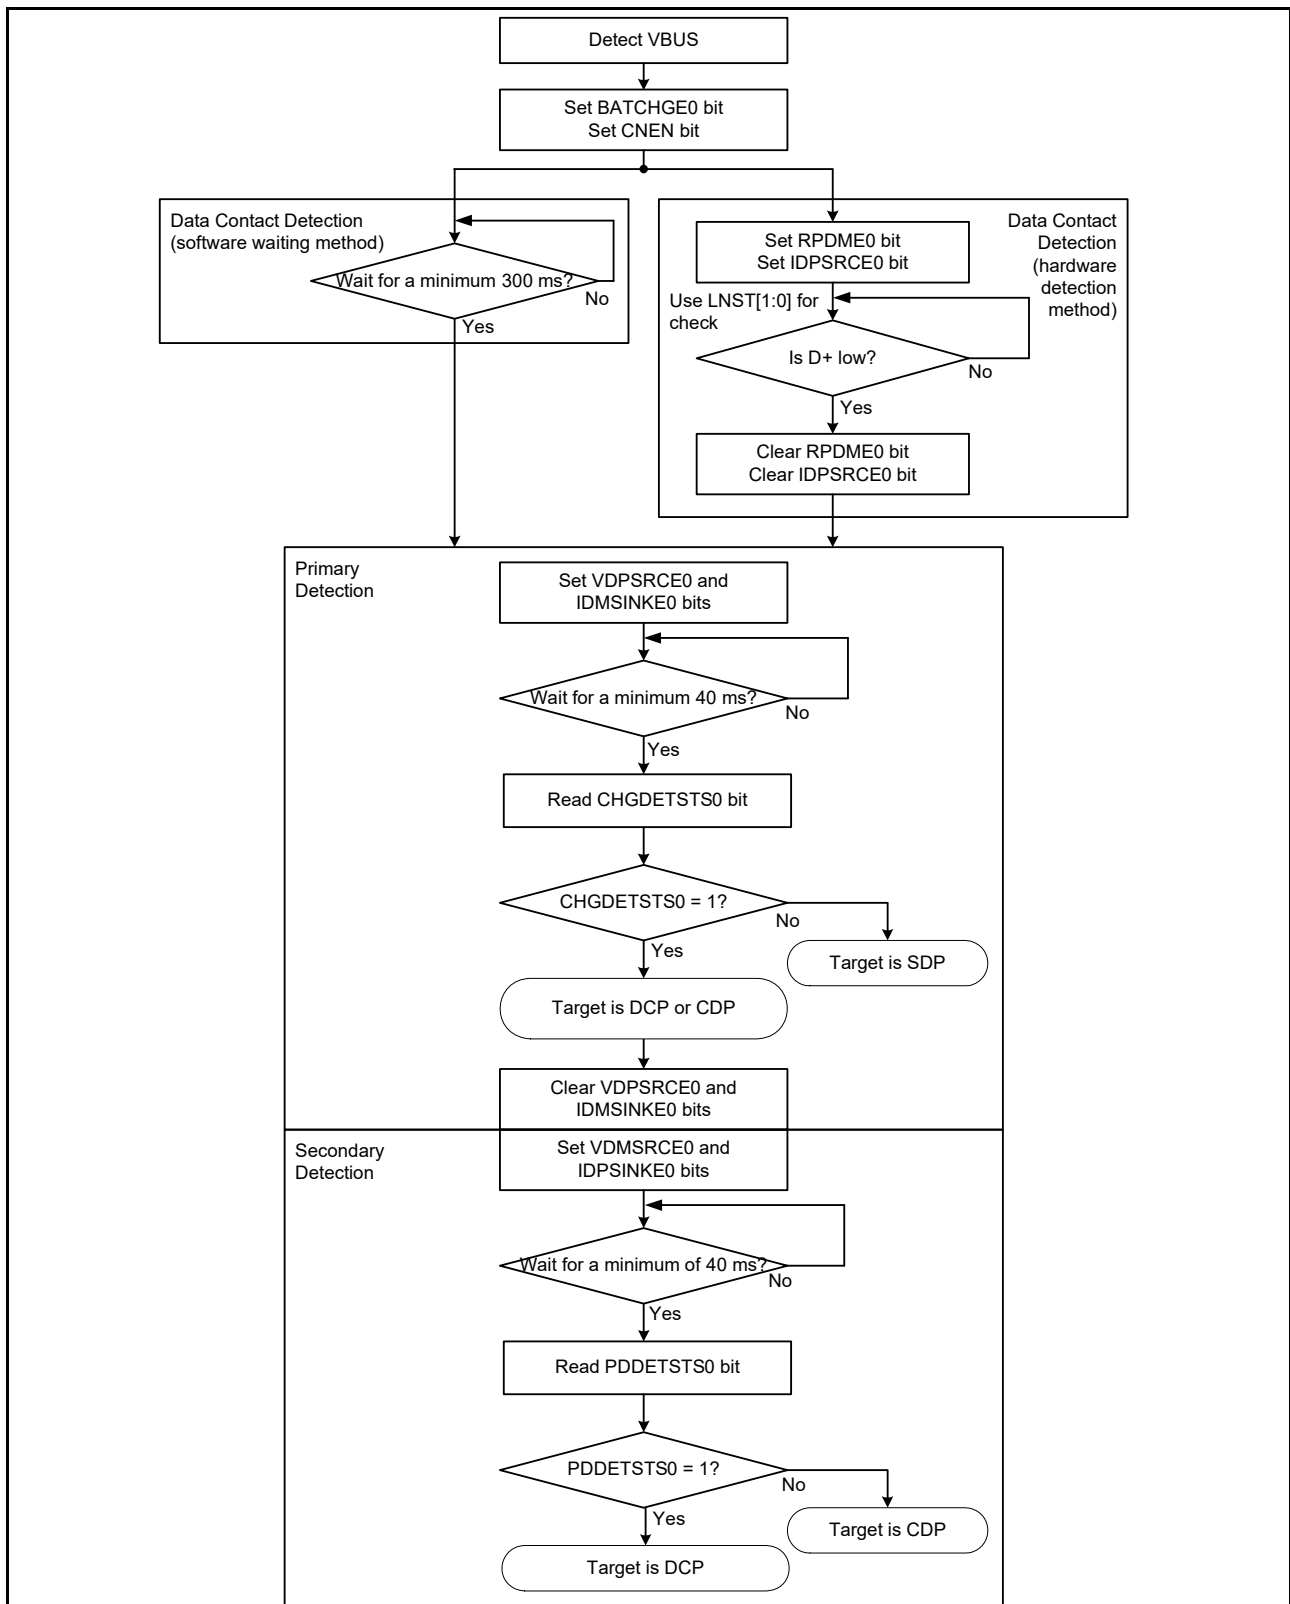 Detect VBUS
Set BATCHGE0 bit
Set CNEN bit
Data Contact Detection
(software waiting method)
Wait for a minimum 300 ms?
No
Yes
Data Contact
Detection
(hardware
detection
method)
Set RPDME0 bit
Set IDPSRCE0 bit
Use LNST[1:0] for
check
Is D+ low?
No
Yes
Clear RPDME0 bit
Clear IDPSRCE0 bit
Primary
Detection
Set VDPSRCE0 and
IDMSINKE0 bits
Wait for a minimum 40 ms?
No
Yes
Read CHGDETSTS0 bit
CHGDETSTS0 = 1?
No
Yes
Target is SDP
Target is DCP or CDP
Clear VDPSRCE0 and
IDMSINKE0 bits
Secondary
Detection
Set VDMSRCE0 and
IDPSINKE0 bits
Wait for a minimum of 40 ms?
No
Yes
Read PDDETSTS0 bit
PDDETSTS0 = 1?
No
Yes
Target is CDP
Target is DCP